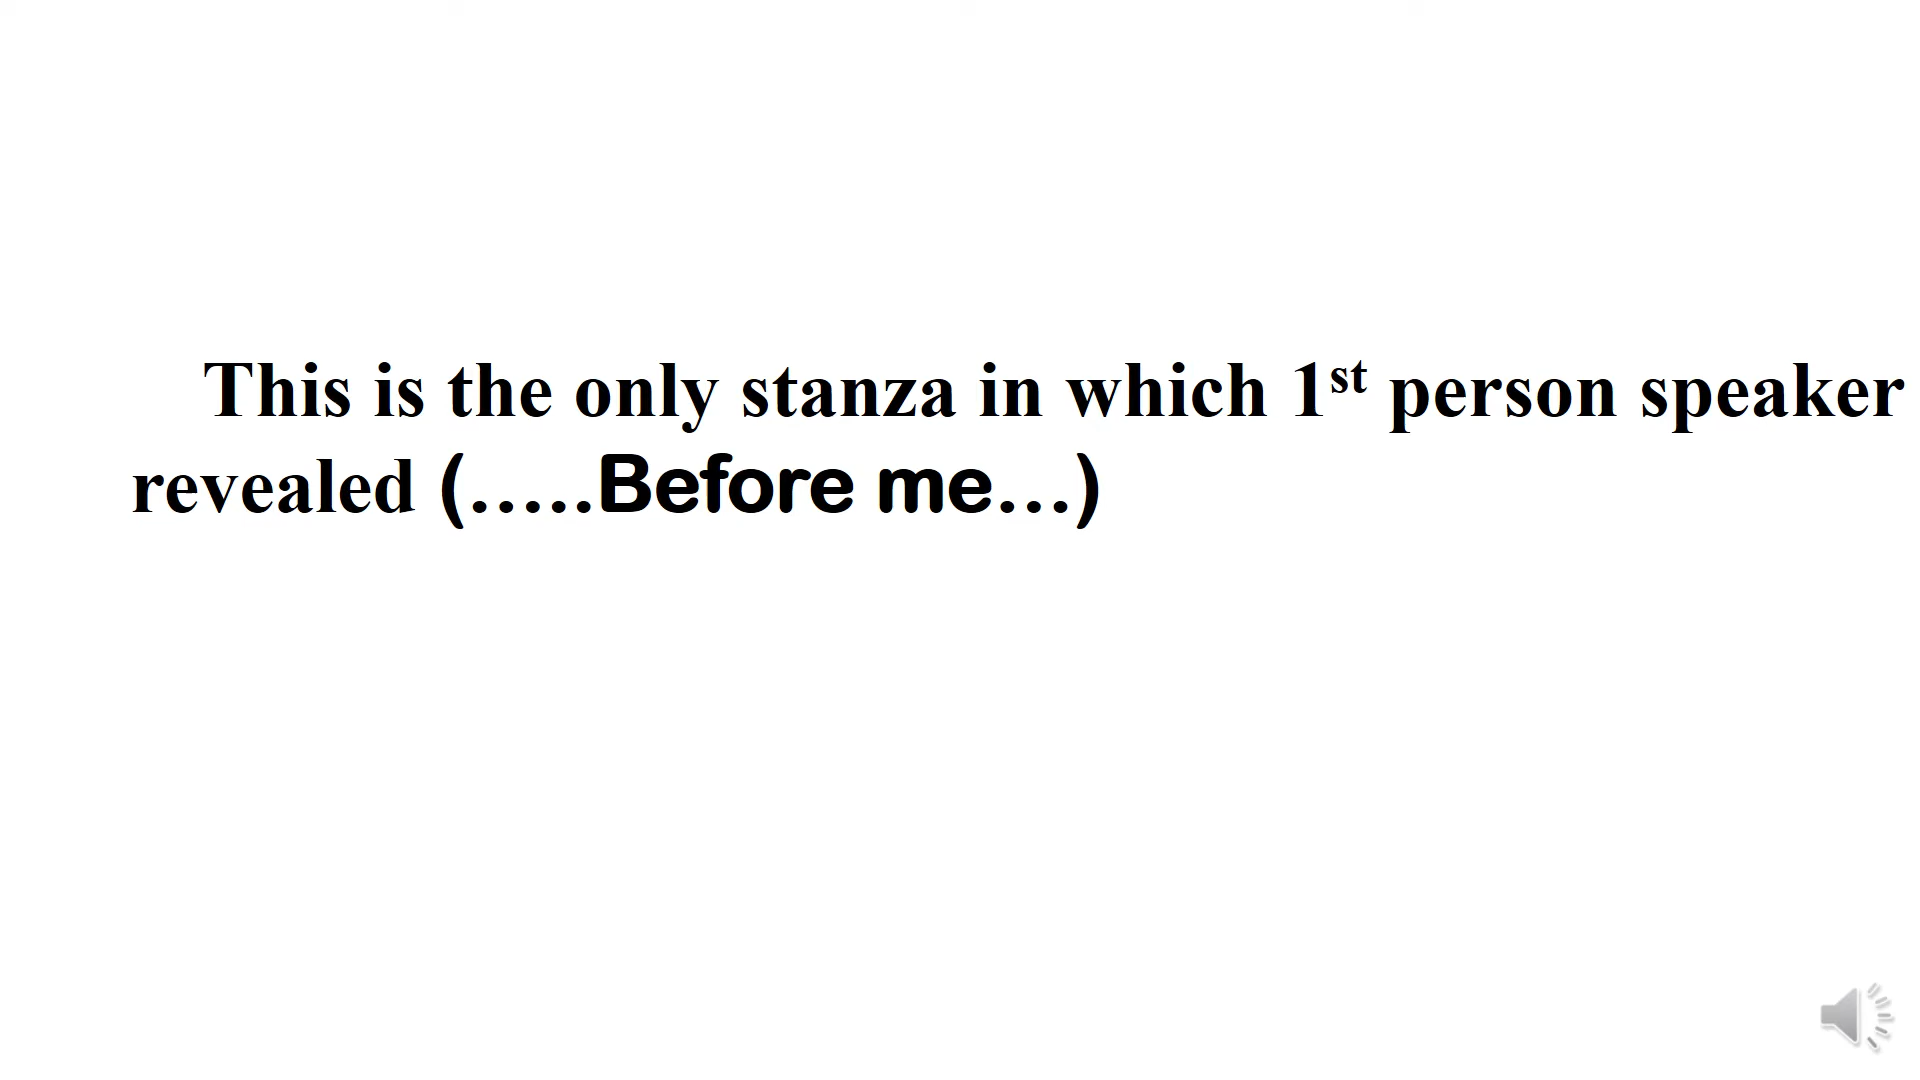 This is the only stanza in which 1st person speaker
revealed (…..Before me…)